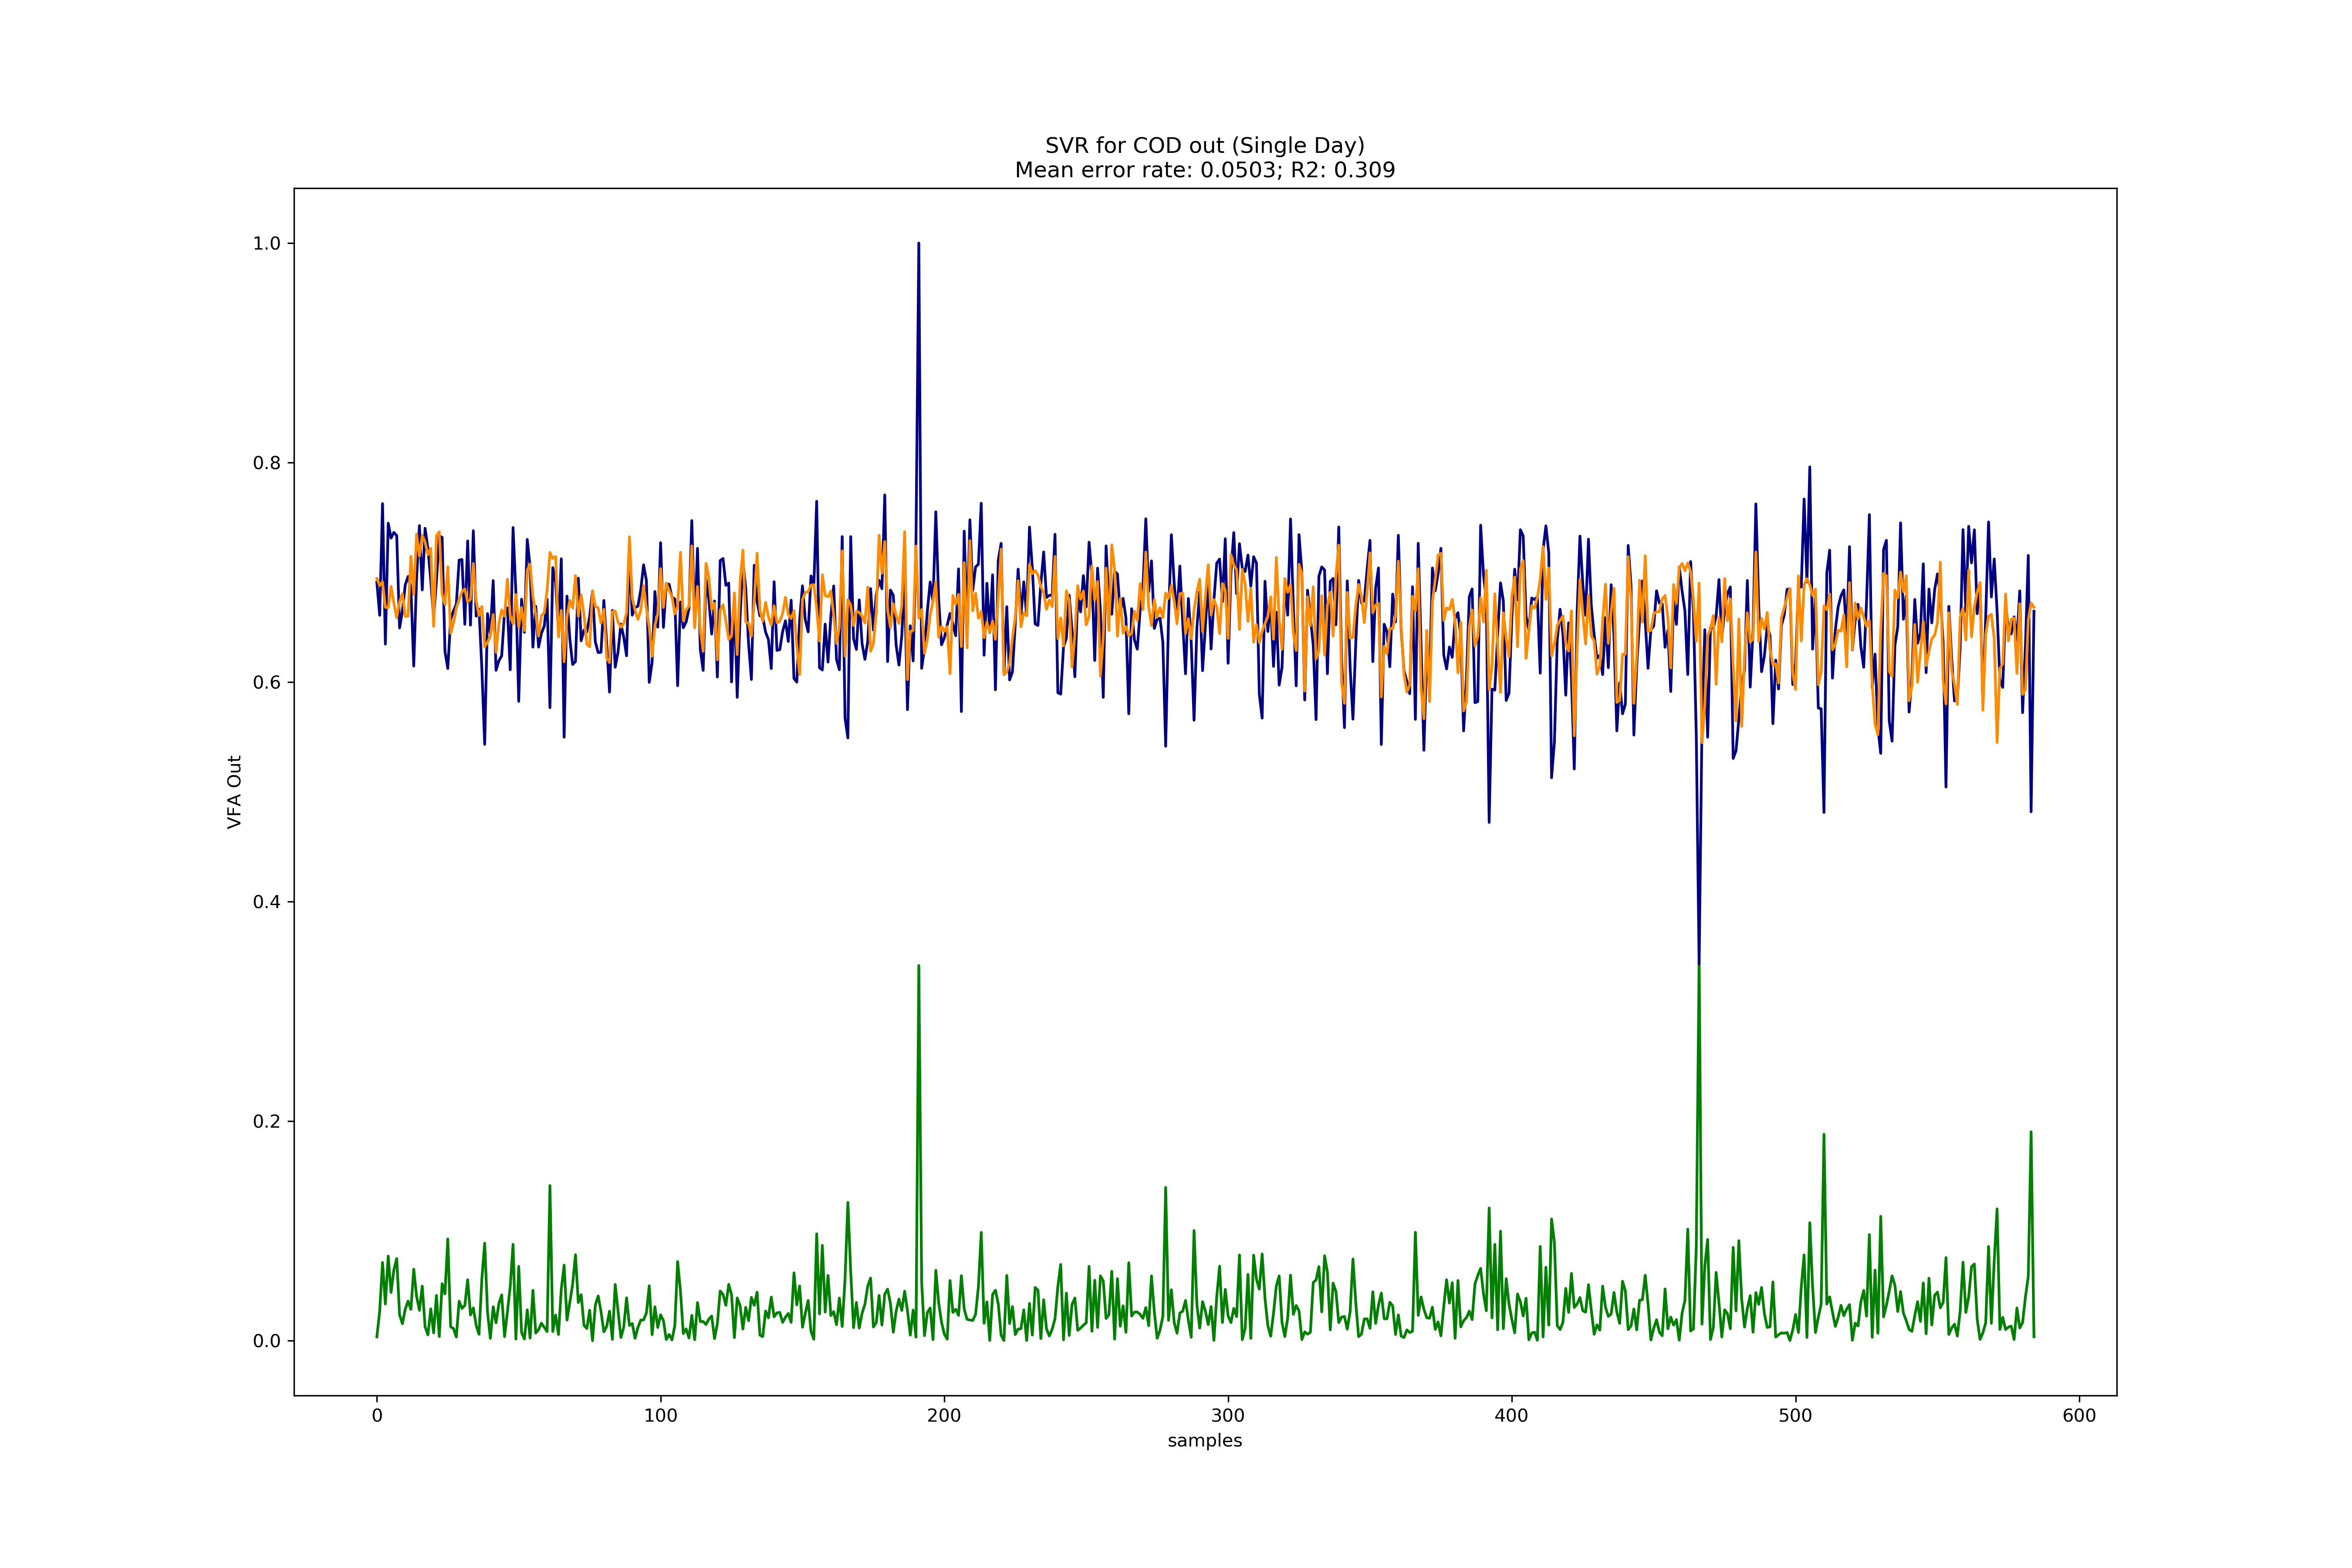 SVR for COD out (Single Day)
Mean error rate: 0.0503; R2: 0.309
1.0
0.8
0.6
0.4
0.2
0.0
VFA Out
0 100 200 300 400 500 600
samples